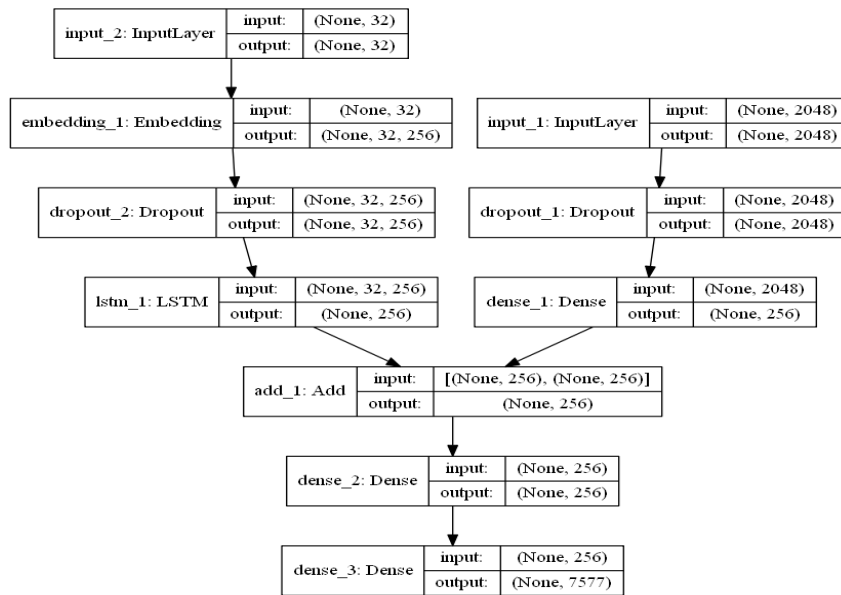 input_2: InputLayer
input: (None, 32)
output: (None, 32)
embedding_1: Embedding
input: (None, 32)
output: (None, 32, 256)
input_1: InputLayer
input: (None, 2048)
output: (None, 2048)
dropout_2: Dropout
input: (None, 32, 256)
output: (None, 32, 256)
dropout_1: Dropout
input: (None, 2048)
output: (None, 2048)
lstm_1: LSTM
input: (None, 32, 256)
output: (None, 256)
dense_1: Dense
input: (None, 2048)
output: (None, 256)
add_1: Add
input: [(None, 256), (None, 256)]
output: (None, 256)
dense_2: Dense
input: (None, 256)
output: (None, 256)
dense_3: Dense
input: (None, 256)
output: (None, 7577)